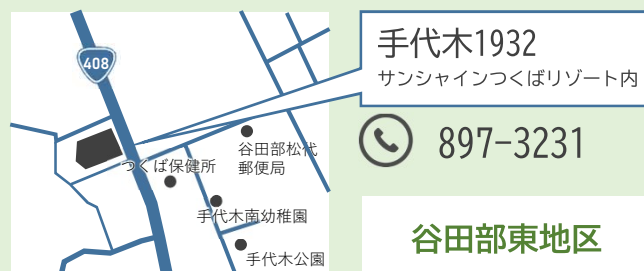 408
手代木1932
サンシャインつくばリゾート内
897-3231
谷田部松代
郵便局
つくば保健所
手代木南幼稚園
手代木公園
谷田部東地区